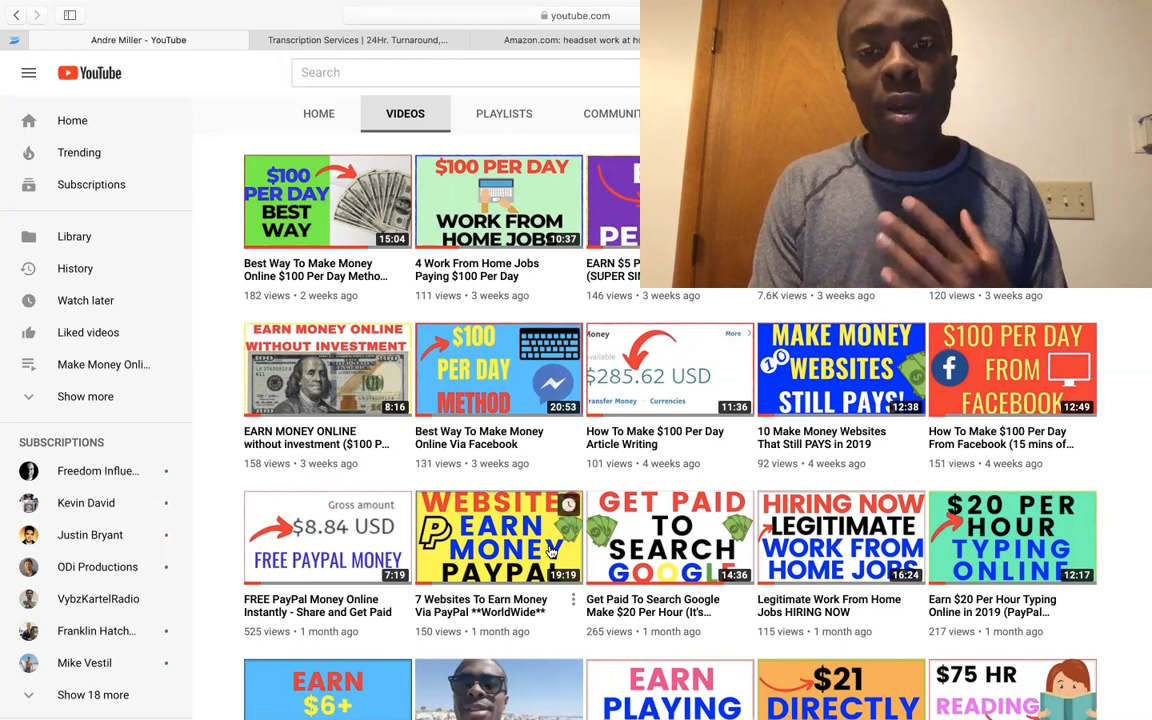 youtube.com
Andre Miller - YouTube
Transcription Services | 24Hr. Turnaround,...
Amazon.com: headset work at ho
YouTube
Search
HOME
VIDEOS
PLAYLISTS
COMMUNIT
Home
Trending
Subscriptions
Library
History
Watch later
Liked videos
Make Money Onli...
Show more
SUBSCRIPTIONS
Freedom Influe...
Kevin David
Justin Bryant
ODi Productions
VybzKartelRadio
Franklin Hatch...
Mike Vestil
Show 18 more
$100
PER DAY
BEST
WAY
15:04
Best Way To Make Money
Online $100 Per Day Metho...
182 views • 2 weeks ago
$100 PER DAY
WORK FROM
HOME JOBS
10:37
4 Work From Home Jobs
Paying $100 Per Day
111 views • 3 weeks ago
PE
EARN $5 P
(SUPER SIN
146 views • 3 weeks ago
7.6K views • 3 weeks ago
120 views • 3 weeks ago
EARN MONEY ONLINE
WITHOUT INVESTMENT
8:16
EARN MONEY ONLINE
without investment ($100 P...
158 views • 3 weeks ago
$100
PER DAY
METHOD
20:53
Best Way To Make Money
Online Via Facebook
131 views • 3 weeks ago
Money
More
available
$285.62 USD
Transfer Money • Currencies
11:36
How To Make $100 Per Day
Article Writing
101 views • 4 weeks ago
MAKE MONEY
10 WEBSITES
STILL PAYS!
12:38
10 Make Money Websites
That Still PAYS in 2019
92 views • 4 weeks ago
$100 PER DAY
FROM
FACEBOOK
12:49
How To Make $100 Per Day
From Facebook (15 mins of...
151 views • 4 weeks ago
Gross amount
$8.84 USD
FREE PAYPAL MONEY
7:19
FREE PayPal Money Online
Instantly - Share and Get Paid
525 views • 1 month ago
WEBSITE
EARN
MONEY
PAYPAL
19:19
7 Websites To Earn Money
Via PayPal **WorldWide**
150 views • 1 month ago
GET PAID
TO
SEARCH
GOOGLE
14:36
Get Paid To Search Google
Make $20 Per Hour (It's...
265 views • 1 month ago
HIRING NOW
LEGITIMATE
WORK FROM
HOME JOBS
16:24
Legitimate Work From Home
Jobs HIRING NOW
115 views • 1 month ago
$20 PER
HOUR
TYPING
ONLINE
12:17
Earn $20 Per Hour Typing
Online in 2019 (PayPal...
217 views • 1 month ago
EARN
$6+
EARN
PLAYING
$21
DIRECTLY
$75 HR
READING